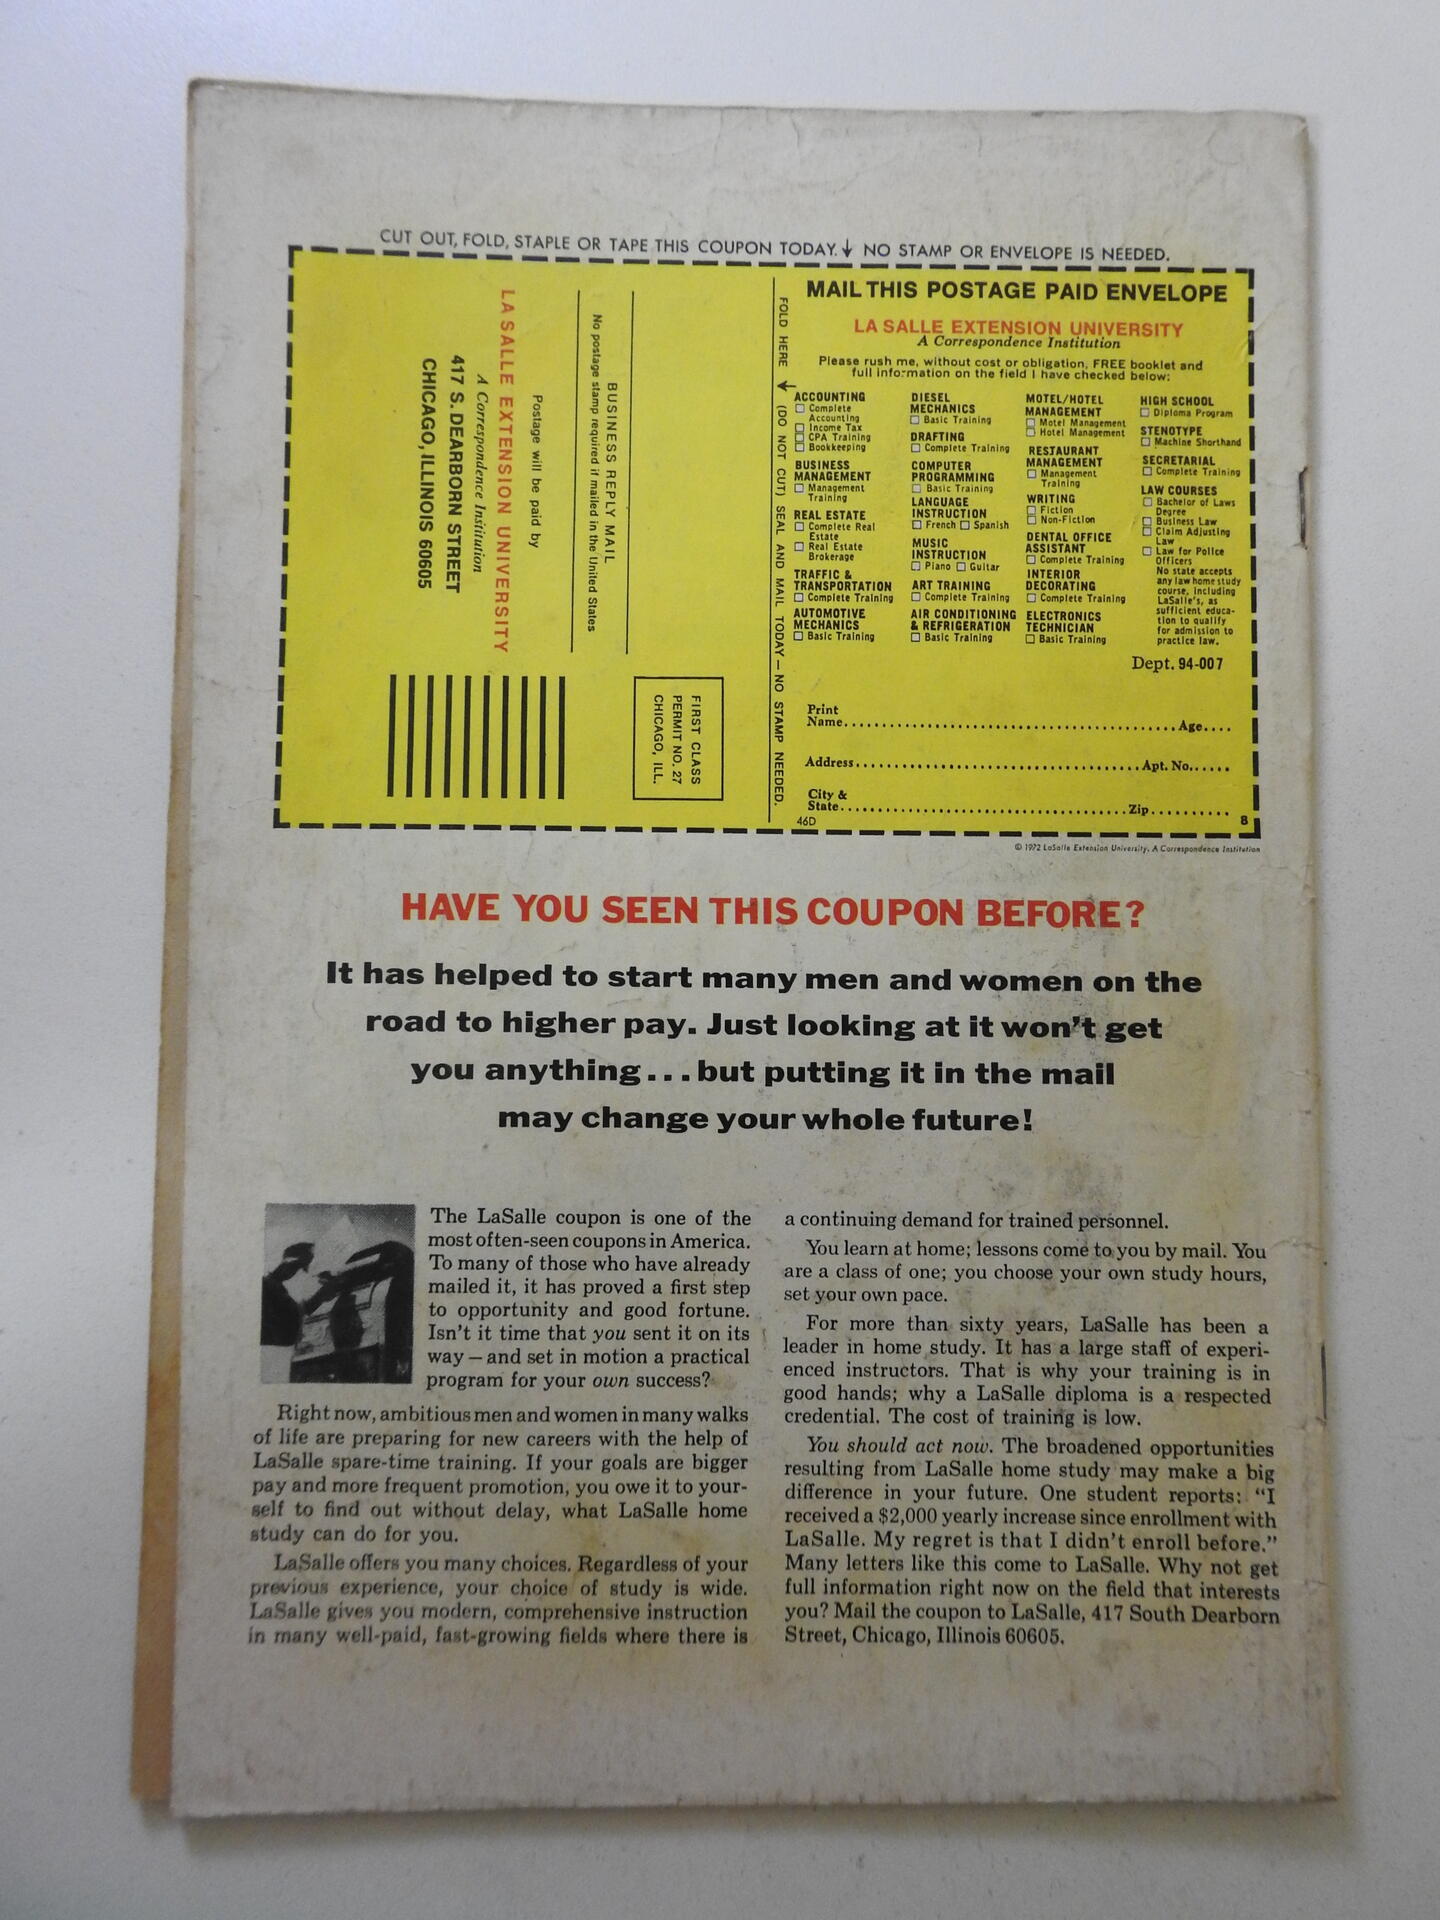 CUT OUT, FOLD, STAPLE OR TAPE THIS COUPON TODAY. ↓ NO STAMP OR ENVELOPE IS NEEDED.
LA SALLE EXTENSION UNIVERSITY
A Correspondence Institution
417 S. DEARBORN STREET
CHICAGO, ILLINOIS 60605
Postage will be paid by
BUSINESS REPLY MAIL
No postage stamp required if mailed in the United States
FIRST CLASS
PERMIT NO. 27
CHICAGO, ILL.
FOLD HERE ↓ (DO NOT CUT) SEAL AND MAIL TODAY — NO STAMP NEEDED.
MAIL THIS POSTAGE PAID ENVELOPE
LA SALLE EXTENSION UNIVERSITY
A Correspondence Institution
Please rush me, without cost or obligation, FREE booklet and
full information on the field I have checked below:
ACCOUNTING
☐ Complete
Accounting
☐ Income Tax
☐ CPA Training
☐ Bookkeeping
BUSINESS
MANAGEMENT
☐ Management
Training
REAL ESTATE
☐ Complete Real
Estate
☐ Real Estate
Brokerage
TRAFFIC &
TRANSPORTATION
☐ Complete Training
AUTOMOTIVE
MECHANICS
☐ Basic Training
DIESEL
MECHANICS
☐ Basic Training
DRAFTING
☐ Complete Training
COMPUTER
PROGRAMMING
☐ Basic Training
LANGUAGE
INSTRUCTION
☐ French ☐ Spanish
MUSIC
INSTRUCTION
☐ Piano ☐ Guitar
ART TRAINING
☐ Complete Training
AIR CONDITIONING
& REFRIGERATION
☐ Basic Training
MOTEL/HOTEL
MANAGEMENT
☐ Motel Management
☐ Hotel Management
RESTAURANT
MANAGEMENT
☐ Management
Training
WRITING
☐ Fiction
☐ Non-Fiction
DENTAL OFFICE
ASSISTANT
☐ Complete Training
INTERIOR
DECORATING
☐ Complete Training
ELECTRONICS
TECHNICIAN
☐ Basic Training
HIGH SCHOOL
☐ Diploma Program
STENOTYPE
☐ Machine Shorthand
SECRETARIAL
☐ Complete Training
LAW COURSES
☐ Bachelor of Laws
Degree
☐ Business Law
☐ Claim Adjusting
Law
☐ Law for Police
Officers
No state accepts
any law home study
course, including
LaSalle's, as
sufficient educa-
tion to qualify
for admission to
practice law.
Dept. 94-007
Print
Name.......... Age....
Address.......... Apt. No......
City &
State.......... Zip..........
46D 8
© 1972 LaSalle Extension University, A Correspondence Institution
HAVE YOU SEEN THIS COUPON BEFORE?
It has helped to start many men and women on the
road to higher pay. Just looking at it won't get
you anything...but putting it in the mail
may change your whole future!
The LaSalle coupon is one of the
most often-seen coupons in America.
To many of those who have already
mailed it, it has proved a first step
to opportunity and good fortune.
Isn't it time that you sent it on its
way—and set in motion a practical
program for your own success?
Right now, ambitious men and women in many walks
of life are preparing for new careers with the help of
LaSalle spare-time training. If your goals are bigger
pay and more frequent promotion, you owe it to your-
self to find out without delay, what LaSalle home
study can do for you.
LaSalle offers you many choices. Regardless of your
previous experience, your choice of study is wide.
LaSalle gives you modern, comprehensive instruction
in many well-paid, fast-growing fields where there is
a continuing demand for trained personnel.
You learn at home; lessons come to you by mail. You
are a class of one; you choose your own study hours,
set your own pace.
For more than sixty years, LaSalle has been a
leader in home study. It has a large staff of experi-
enced instructors. That is why your training is in
good hands; why a LaSalle diploma is a respected
credential. The cost of training is low.
You should act now. The broadened opportunities
resulting from LaSalle home study may make a big
difference in your future. One student reports: "I
received a $2,000 yearly increase since enrollment with
LaSalle. My regret is that I didn't enroll before."
Many letters like this come to LaSalle. Why not get
full information right now on the field that interests
you? Mail the coupon to LaSalle, 417 South Dearborn
Street, Chicago, Illinois 60605.